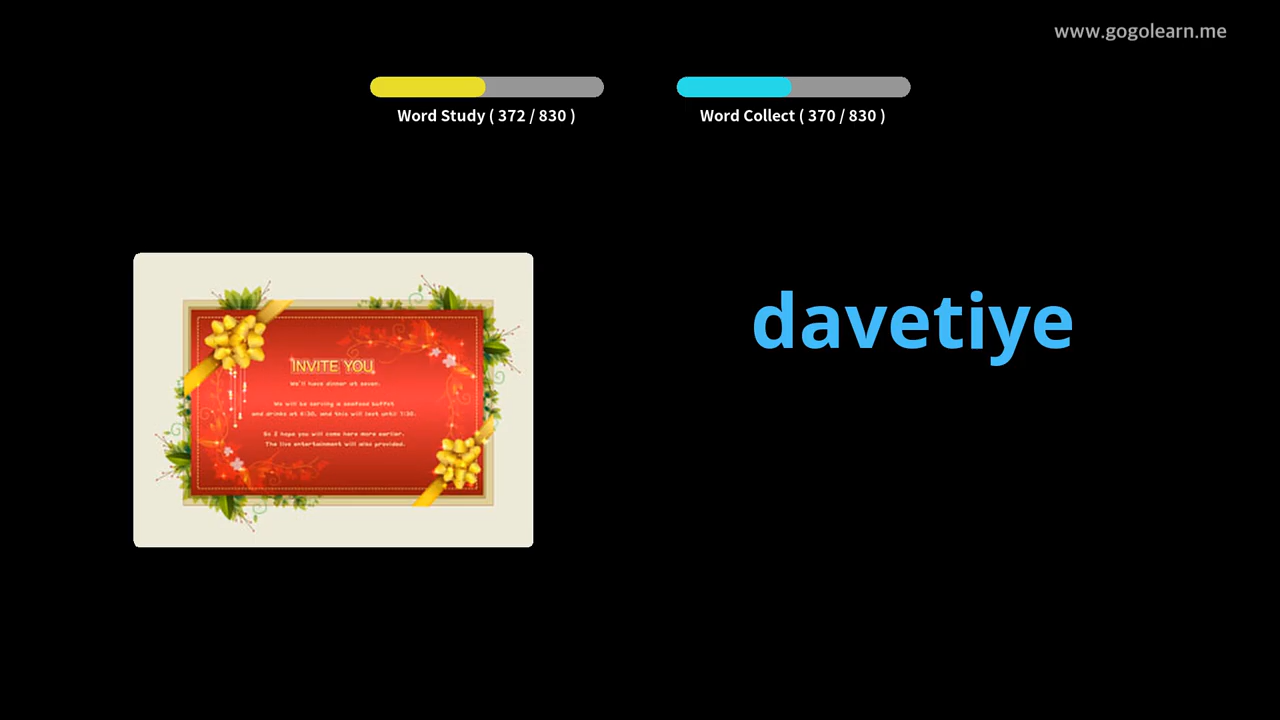 www.gogolearn.me
Word Study ( 372 / 830 )
Word Collect ( 370 / 830 )
davetiye
INVITE YOU
We'll have dinner at seven.
We will be serving a seafood buffet
and drinks at 6:30, and this will last until 7:30.
So I hope you will come here more earlier.
The live entertainment will also provided.